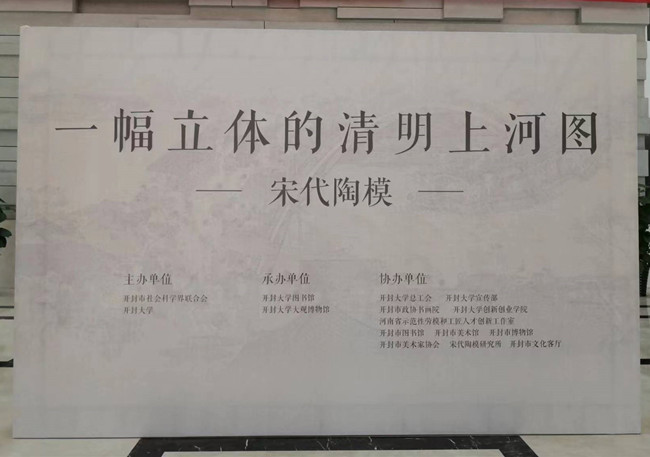 一幅立体的清明上河图
— 宋代陶模 —
主办单位
开封市社会科学界联合会
开封大学
承办单位
开封大学图书馆
开封大学大观博物馆
协办单位
开封大学总工会 开封大学宣传部
开封市政协书画院 开封大学创新创业学院
河南省示范性劳模和工匠人才创新工作室
开封市图书馆 开封市美术馆 开封市博物馆
开封市美术家协会 宋代陶模研究所 开封市文化客厅